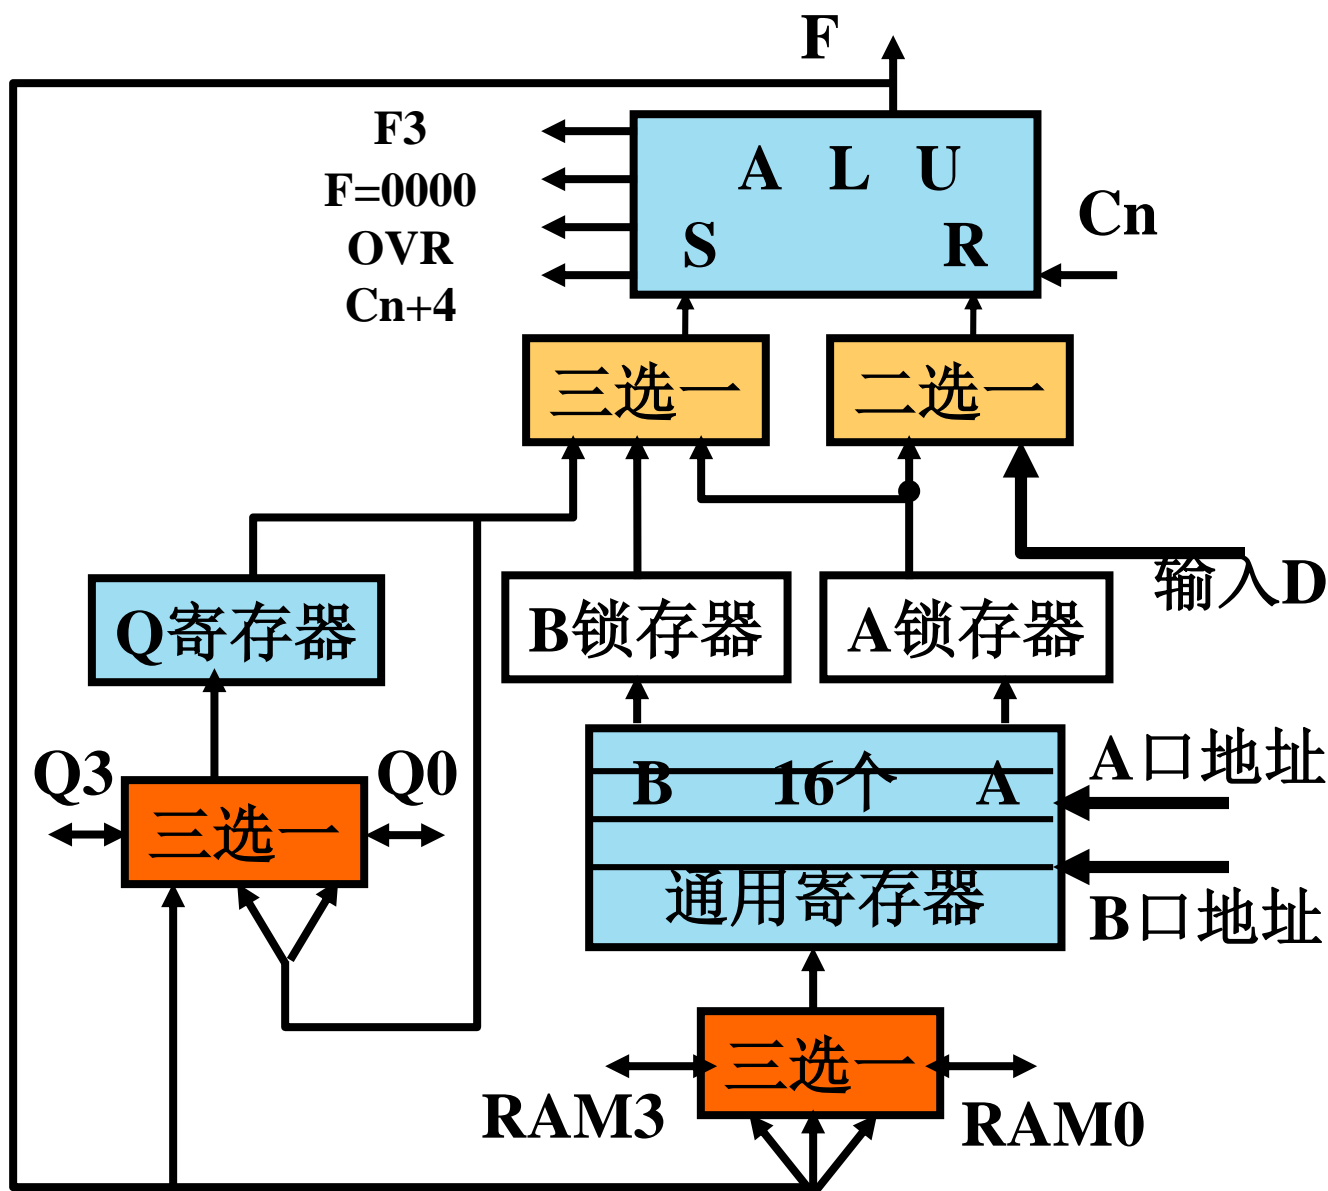 F
F3
A L U
F=0000
Cn
OVR
S R
Cn+4
三选一
二选一
输入D
Q寄存器
B锁存器
A锁存器
Q3
Q0
B 16个 A
A口地址
三选一
通用寄存器
B口地址
三选一
RAM3
RAM0